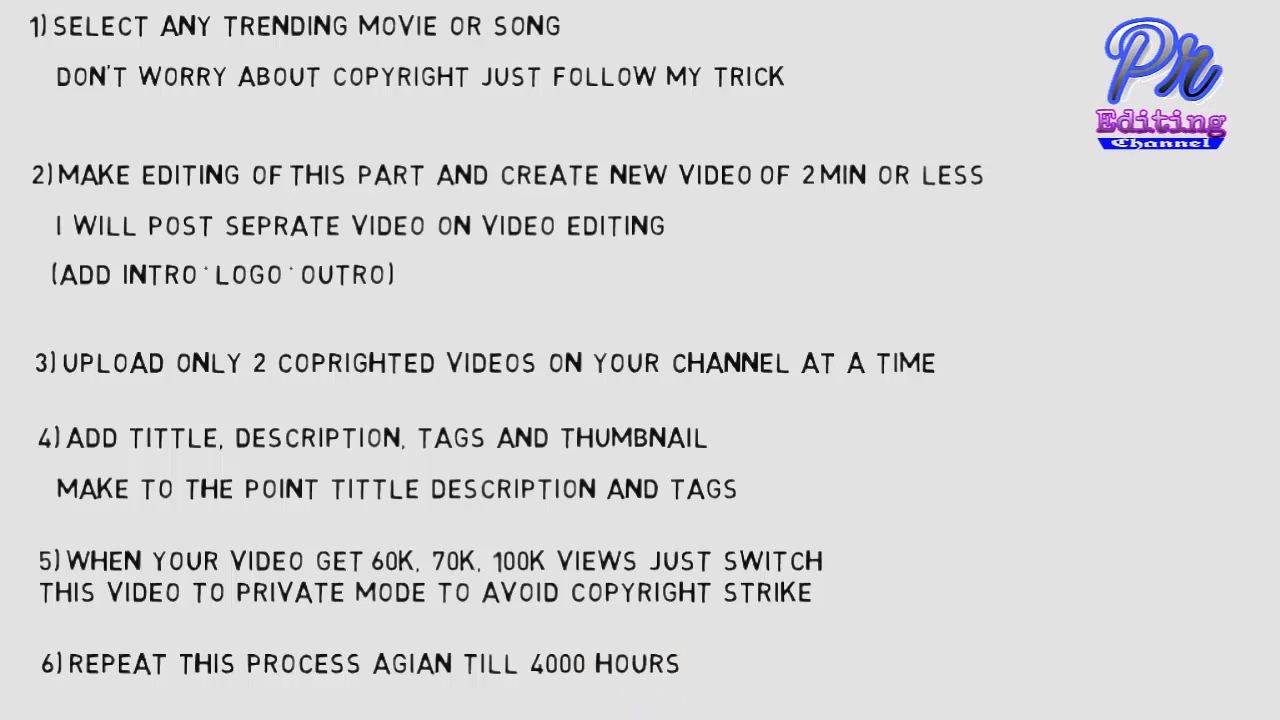 1) SELECT ANY TRENDING MOVIE OR SONG
DON'T WORRY ABOUT COPYRIGHT JUST FOLLOW MY TRICK
Pr
Editing
Channel
2) MAKE EDITING OF THIS PART AND CREATE NEW VIDEO OF 2 MIN OR LESS
I WILL POST SEPRATE VIDEO ON VIDEO EDITING
(ADD INTRO ' LOGO ' OUTRO)
3) UPLOAD ONLY 2 COPRIGHTED VIDEOS ON YOUR CHANNEL AT A TIME
4) ADD TITTLE, DESCRIPTION, TAGS AND THUMBNAIL
MAKE TO THE POINT TITTLE DESCRIPTION AND TAGS
5) WHEN YOUR VIDEO GET 60K, 70K, 100K VIEWS JUST SWITCH
THIS VIDEO TO PRIVATE MODE TO AVOID COPYRIGHT STRIKE
6) REPEAT THIS PROCESS AGIAN TILL 4000 HOURS